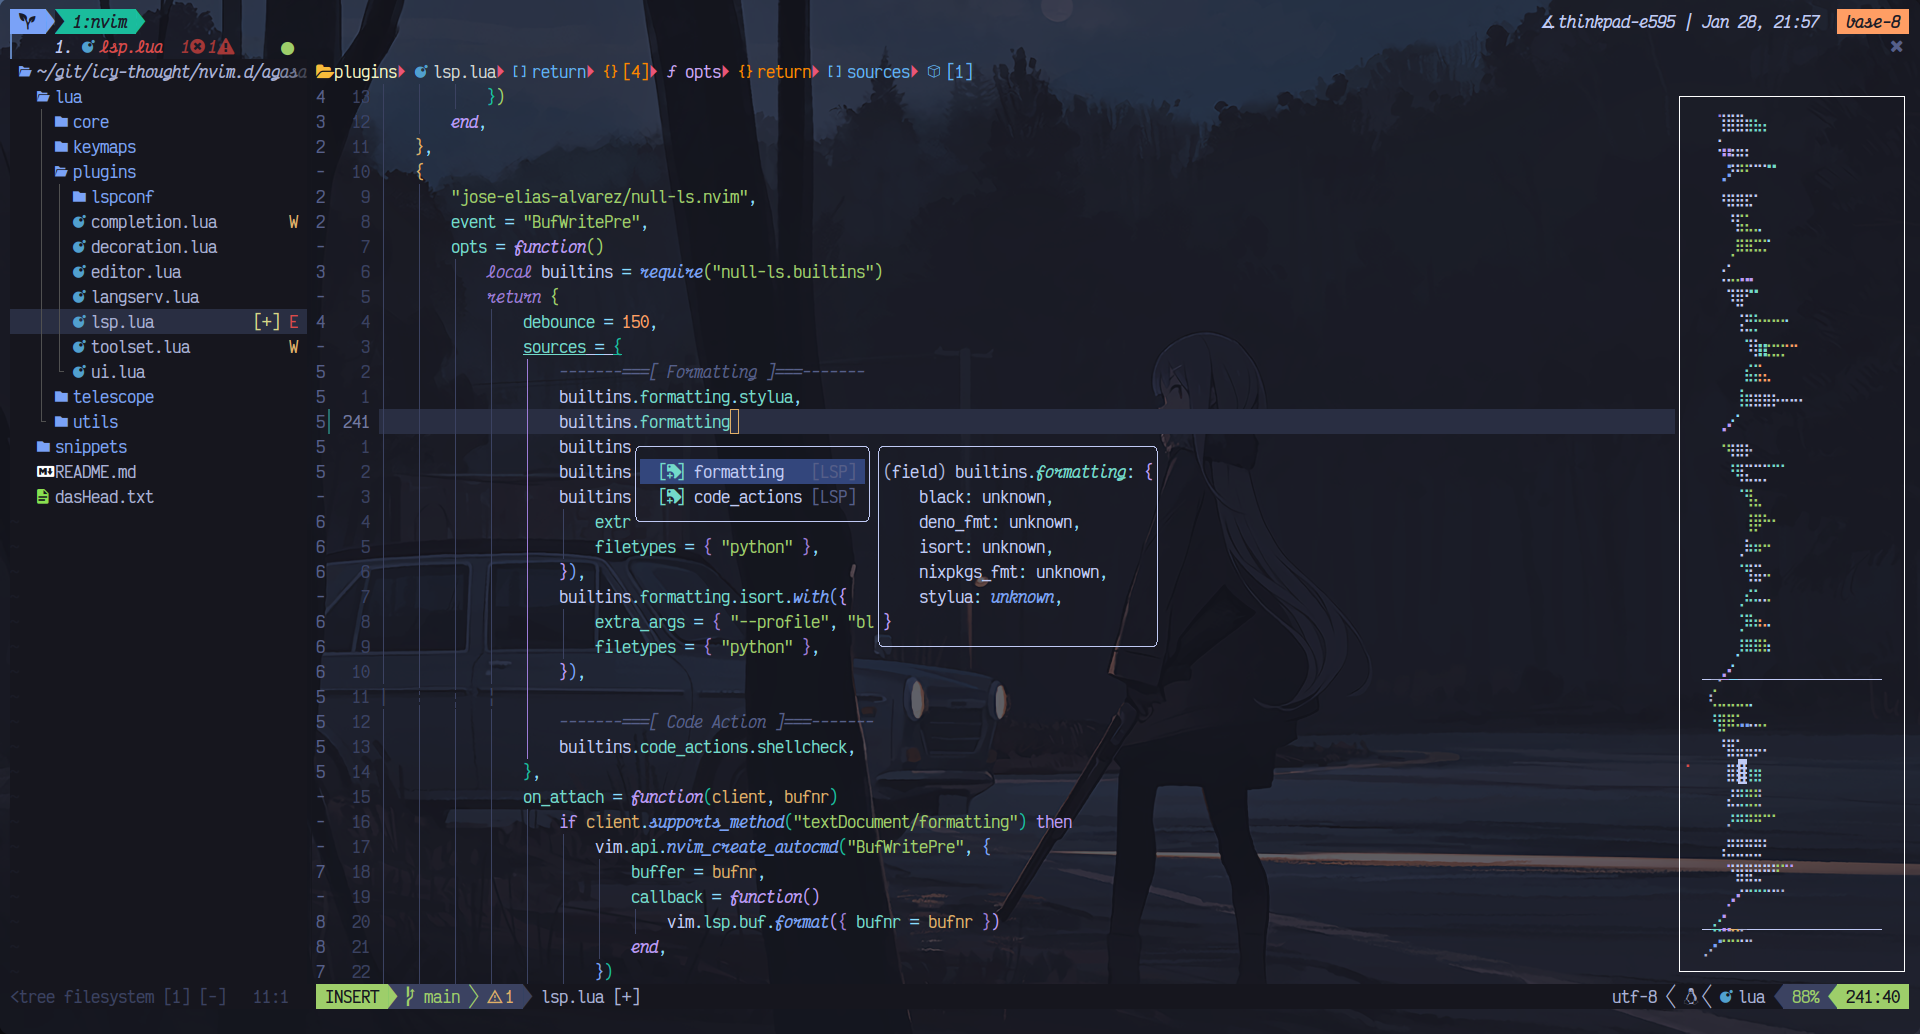 1:nvim
∡thinkpad-e595 | Jan 28, 21:57 base-8
1. lsp.lua 1 1
~/git/icy-thought/nvim.d/agasa
plugins lsp.lua [] return {} [4] ƒ opts {} return [] sources [1]
lua
core
keymaps
plugins
lspconf
completion.lua W
decoration.lua
editor.lua
langserv.lua
lsp.lua [+] E
toolset.lua W
ui.lua
telescope
utils
snippets
README.md
dasHead.txt
4 13 })
3 12 end,
2 11 },
- 10 {
2 9 "jose-elias-alvarez/null-ls.nvim",
2 8 event = "BufWritePre",
- 7 opts = function()
3 6 local builtins = require("null-ls.builtins")
- 5 return {
4 4 debounce = 150,
- 3 sources = {
5 2 -------===[ Formatting ]===-------
5 1 builtins.formatting.stylua,
5 241 builtins.formatting
5 1 builtins
5 2 builtins
- 3 builtins
6 4 extr
6 5 filetypes = { "python" },
6 6 }),
- 7 builtins.formatting.isort.with({
6 8 extra_args = { "--profile", "bl
6 9 filetypes = { "python" },
6 10 }),
5 11
5 12 -------===[ Code Action ]===-------
5 13 builtins.code_actions.shellcheck,
5 14 },
- 15 on_attach = function(client, bufnr)
- 16 if client.supports_method("textDocument/formatting") then
- 17 vim.api.nvim_create_autocmd("BufWritePre", {
7 18 buffer = bufnr,
- 19 callback = function()
8 20 vim.lsp.buf.format({ bufnr = bufnr })
8 21 end,
7 22 })
formatting [LSP]
code_actions [LSP]
(field) builtins.formatting: {
black: unknown,
deno_fmt: unknown,
isort: unknown,
nixpkgs_fmt: unknown,
stylua: unknown,
}
<tree filesystem [1] [-] 11:1
INSERT main 1 lsp.lua [+]
utf-8 lua 88% 241:40